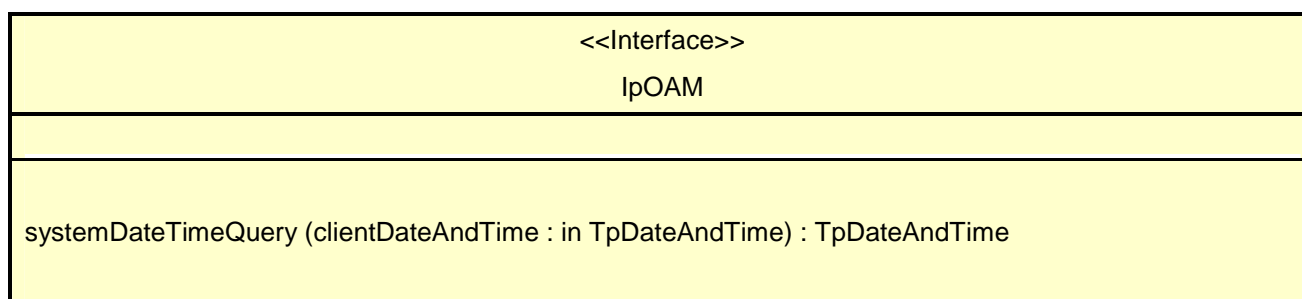 <<Interface>>
IpOAM
systemDateTimeQuery (clientDateAndTime : in TpDateAndTime) : TpDateAndTime